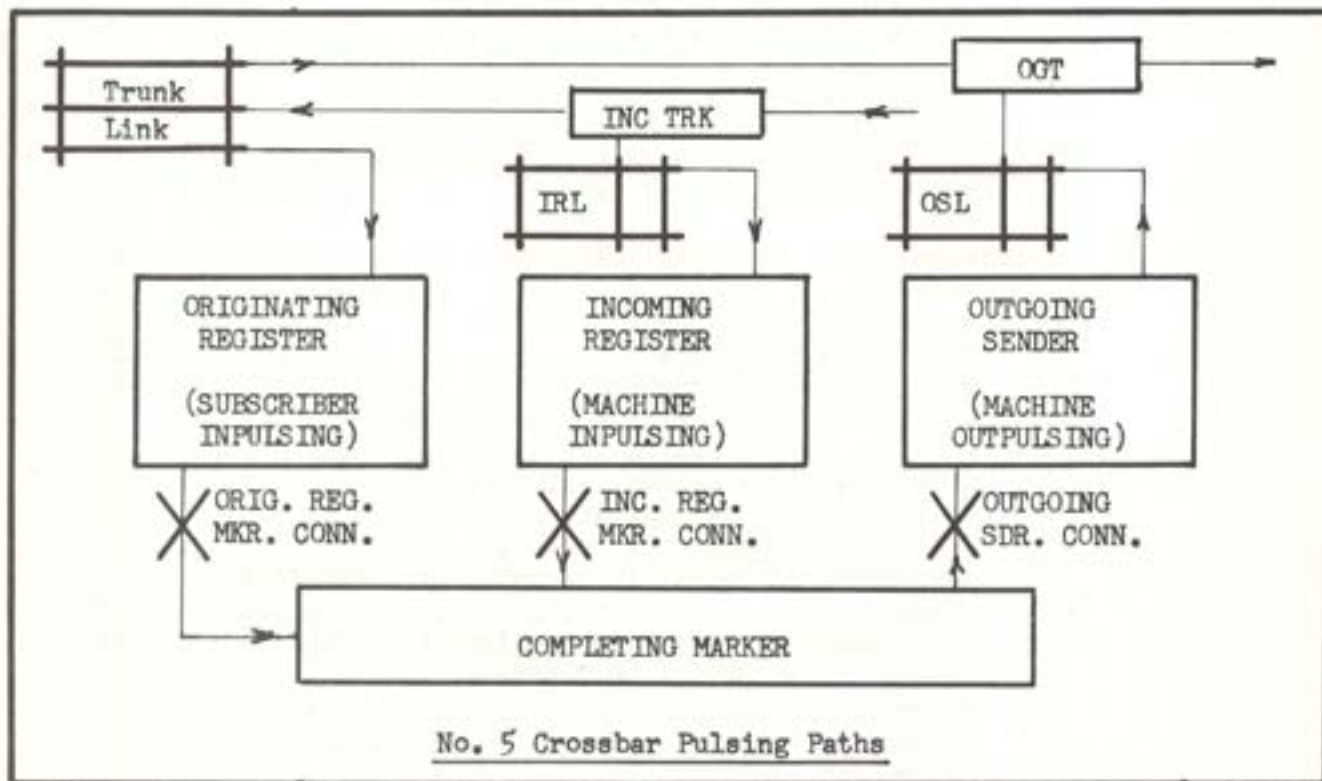 Trunk
Link
OGT
INC TRK
IRL
OSL
ORIGINATING
REGISTER
(SUBSCRIBER
INPULSING)
INCOMING
REGISTER
(MACHINE
INPULSING)
OUTGOING
SENDER
(MACHINE
OUTPULSING)
ORIG. REG.
MKR. CONN.
INC. REG.
MKR. CONN.
OUTGOING
SDR. CONN.
COMPLETING MARKER
No. 5 Crossbar Pulsing Paths